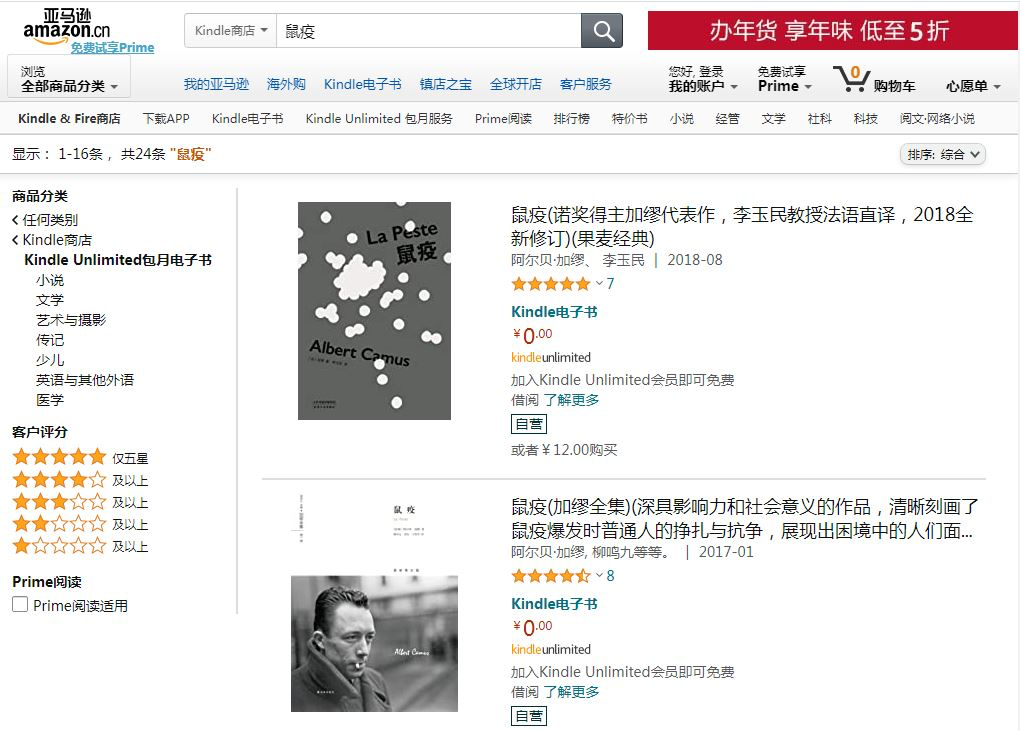 亚马逊
amazon.cn
免费试享Prime
Kindle商店
鼠疫
办年货 享年味 低至5折
浏览
全部商品分类
我的亚马逊 海外购 Kindle电子书 镇店之宝 全球开店 客户服务
您好, 登录
我的账户
免费试享
Prime
0
购物车
心愿单
Kindle & Fire商店 下载APP Kindle电子书 Kindle Unlimited 包月服务 Prime阅读 排行榜 特价书 小说 经管 文学 社科 科技 阅文·网络小说
显示： 1-16条， 共24条 "鼠疫"
排序: 综合
商品分类
任何类别
Kindle商店
Kindle Unlimited包月电子书
小说
文学
艺术与摄影
传记
少儿
英语与其他外语
医学
客户评分
仅五星
及以上
及以上
及以上
及以上
Prime阅读
Prime阅读适用
La Peste
鼠疫
Albert Camus
鼠疫(诺奖得主加缪代表作，李玉民教授法语直译，2018全
新修订)(果麦经典)
阿尔贝·加缪、 李玉民 | 2018-08
7
Kindle电子书
￥0.00
kindleunlimited
加入Kindle Unlimited会员即可免费
借阅 了解更多
自营
或者￥12.00购买
鼠 疫
La Peste
Albert Camus
鼠疫(加缪全集)(深具影响力和社会意义的作品，清晰刻画了
鼠疫爆发时普通人的挣扎与抗争，展现出困境中的人们面...
阿尔贝·加缪, 柳鸣九等等。 | 2017-01
8
Kindle电子书
￥0.00
kindleunlimited
加入Kindle Unlimited会员即可免费
借阅 了解更多
自营